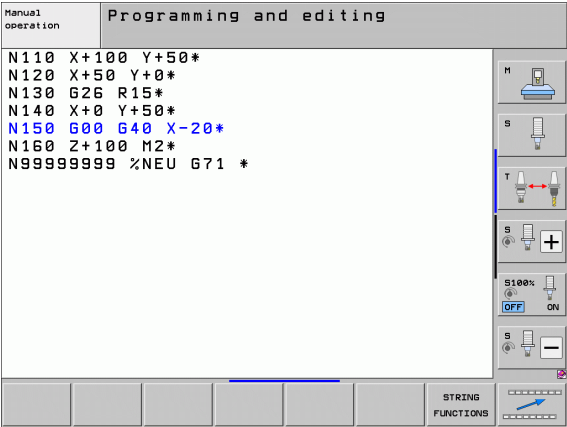 Manual
operation
Programming and editing
N110 X+100 Y+50*
N120 X+50 Y+0*
N130 G26 R15*
N140 X+0 Y+50*
N150 G00 G40 X-20*
N160 Z+100 M2*
N99999999 %NEU G71 *
M
S
T
S
+
S100%
OFF ON
S
−
STRING
FUNCTIONS